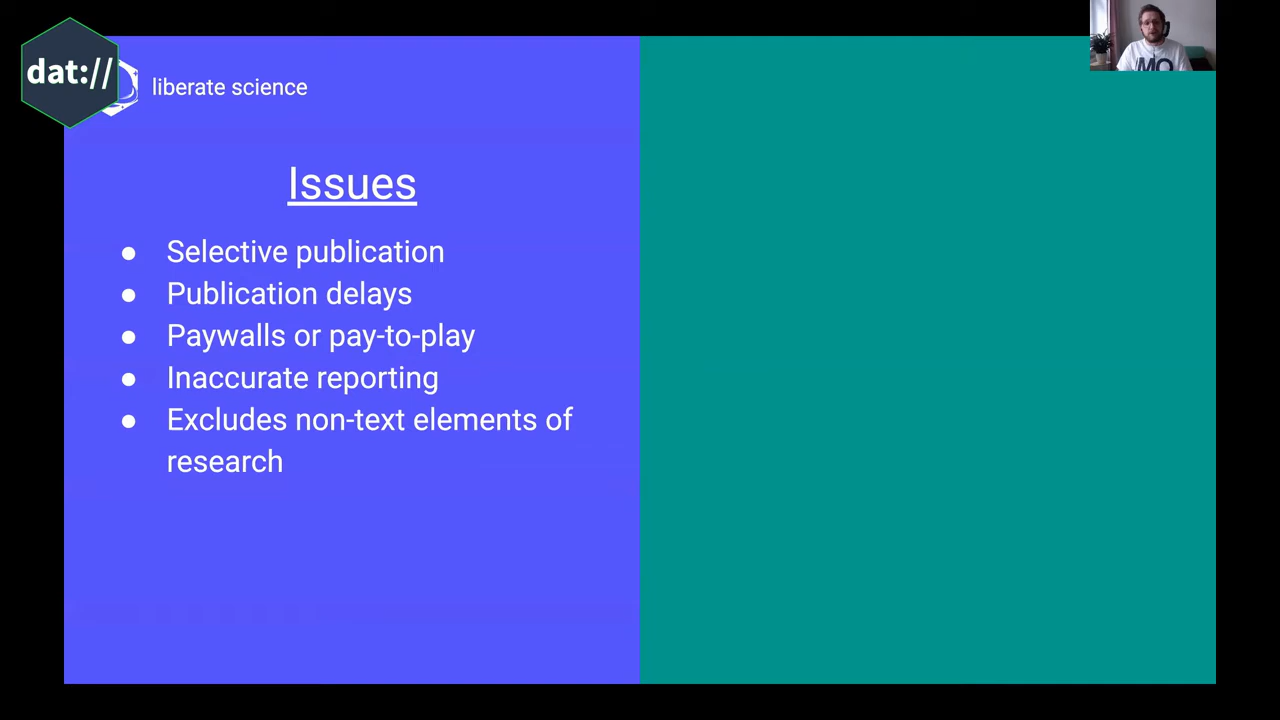 dat://
liberate science
Issues
● Selective publication
● Publication delays
● Paywalls or pay-to-play
● Inaccurate reporting
● Excludes non-text elements of
research